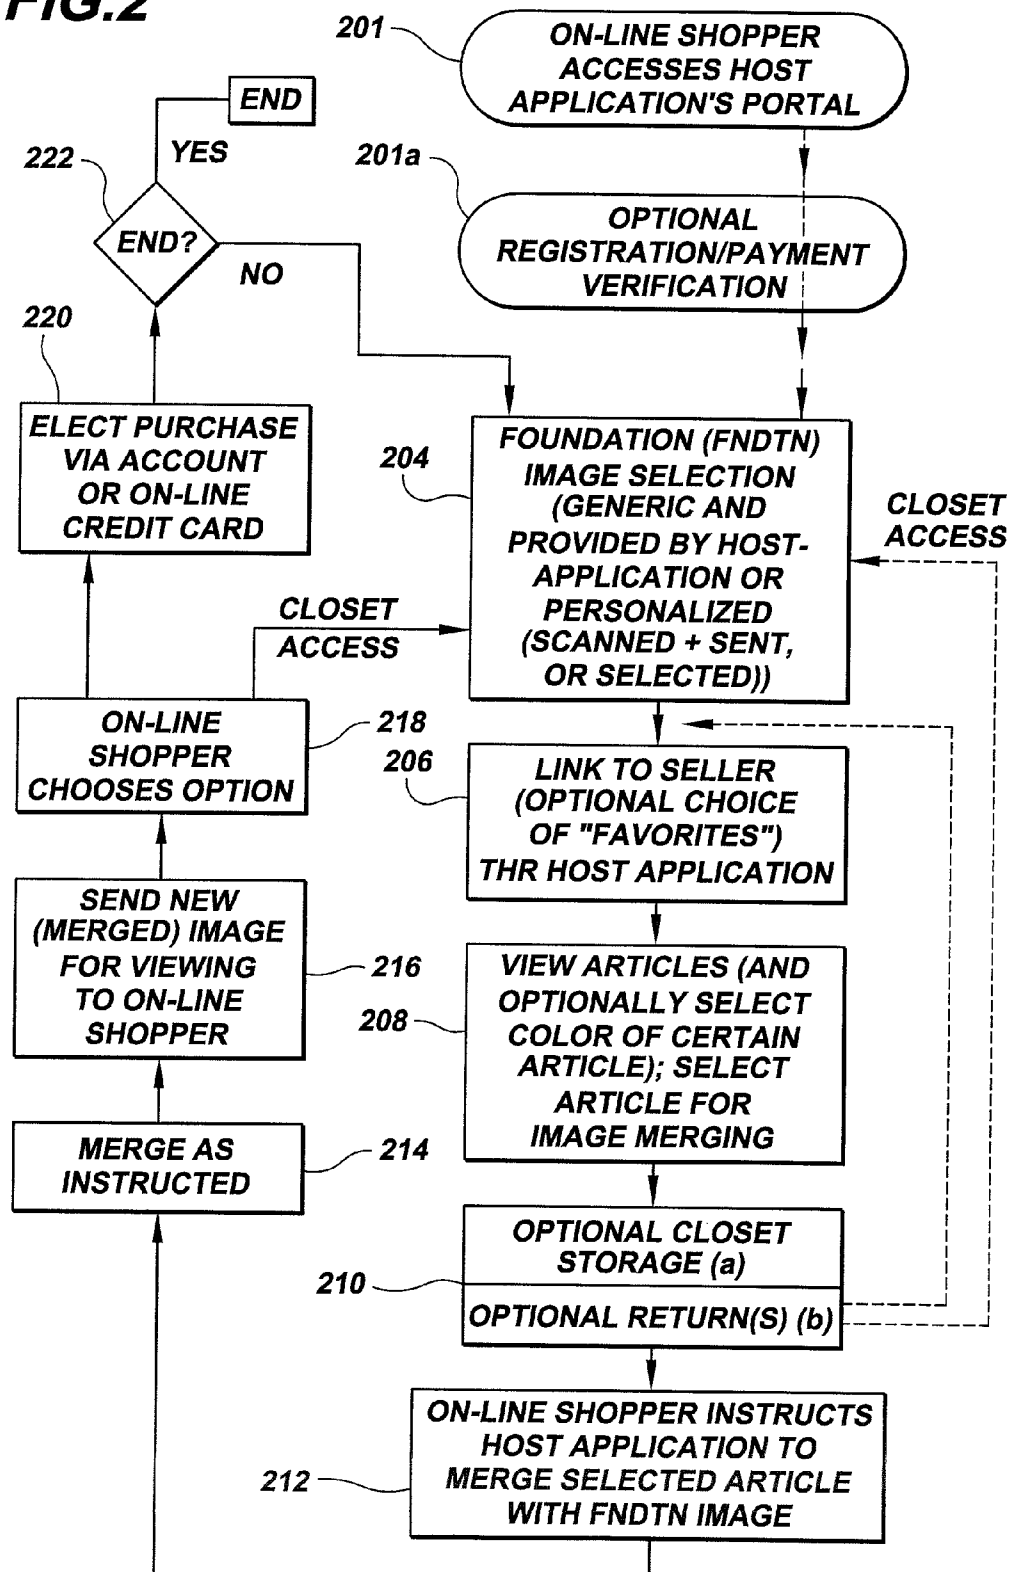 FIG.2
201
ON-LINE SHOPPER
ACCESSES HOST
APPLICATION'S PORTAL
END
YES
222
END?
NO
201a
OPTIONAL
REGISTRATION/PAYMENT
VERIFICATION
220
ELECT PURCHASE
VIA ACCOUNT
OR ON-LINE
CREDIT CARD
204
FOUNDATION (FNDTN)
IMAGE SELECTION
(GENERIC AND
PROVIDED BY HOST-
APPLICATION OR
PERSONALIZED
(SCANNED + SENT,
OR SELECTED))
CLOSET
ACCESS
CLOSET
ACCESS
ON-LINE
SHOPPER
CHOOSES OPTION
218
206
LINK TO SELLER
(OPTIONAL CHOICE
OF "FAVORITES")
THR HOST APPLICATION
SEND NEW
(MERGED) IMAGE
FOR VIEWING
TO ON-LINE
SHOPPER
216
208
VIEW ARTICLES (AND
OPTIONALLY SELECT
COLOR OF CERTAIN
ARTICLE); SELECT
ARTICLE FOR
IMAGE MERGING
MERGE AS
INSTRUCTED
214
OPTIONAL CLOSET
STORAGE (a)
210
OPTIONAL RETURN(S) (b)
212
ON-LINE SHOPPER INSTRUCTS
HOST APPLICATION TO
MERGE SELECTED ARTICLE
WITH FNDTN IMAGE